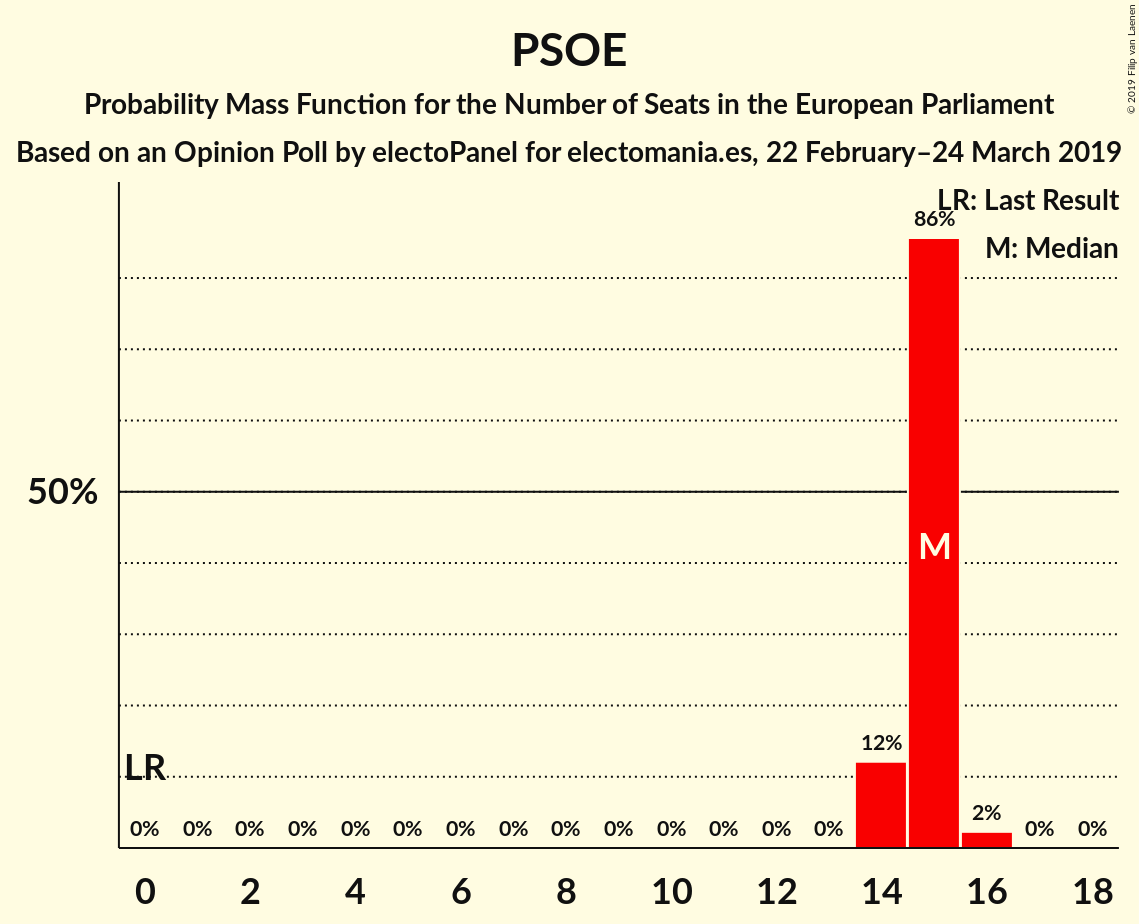 PSOE
Probability Mass Function for the Number of Seats in the European Parliament
Based on an Opinion Poll by electoPanel for electomania.es, 22 February–24 March 2019
© 2019 Filip van Laenen
LR: Last Result
M: Median
86%
50%
M
LR
12%
2%
0% 0% 0% 0% 0% 0% 0% 0% 0% 0% 0% 0% 0% 0% 0% 0%
0 2 4 6 8 10 12 14 16 18